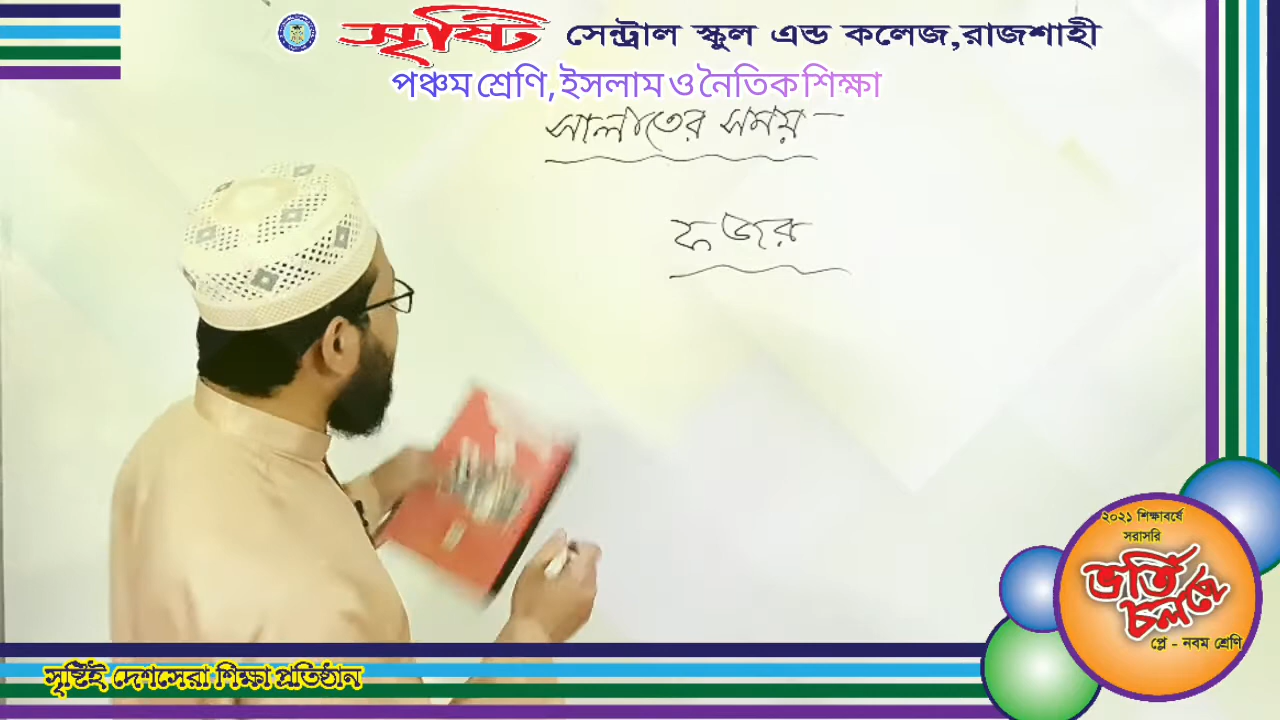 সৃষ্টি সেন্ট্রাল স্কুল এন্ড কলেজ,রাজশাহী
পঞ্চম শ্রেণি, ইসলাম ও নৈতিক শিক্ষা
সালাতের সময় –
ফজর
২০২১ শিক্ষাবর্ষে
সরাসরি
ভর্তি
চলছে
প্লে - নবম শ্রেণি
সৃষ্টিই দেশসেরা শিক্ষা প্রতিষ্ঠান